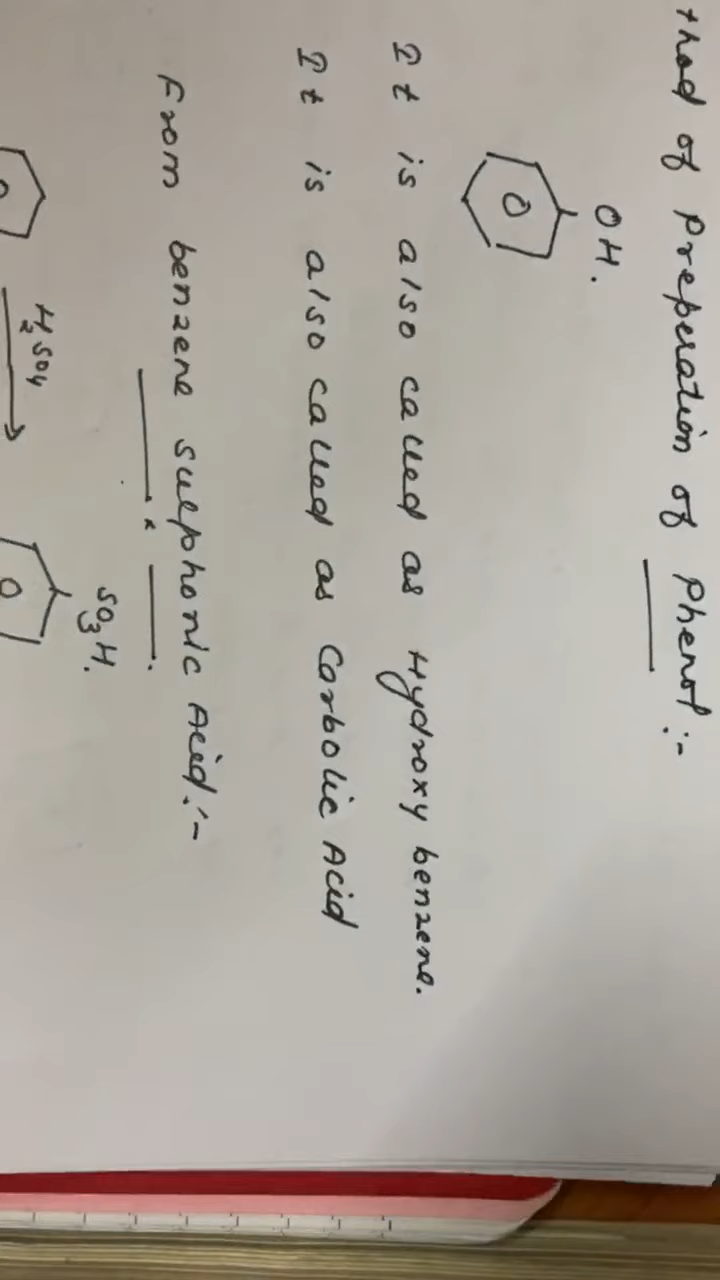 thod of Preperation of Phenol :-
OH.
It is also called as Hydroxy benzene.
It is also called as Carbolic Acid
From benzene sulphonic Acid :-
SO3H.
H2SO4